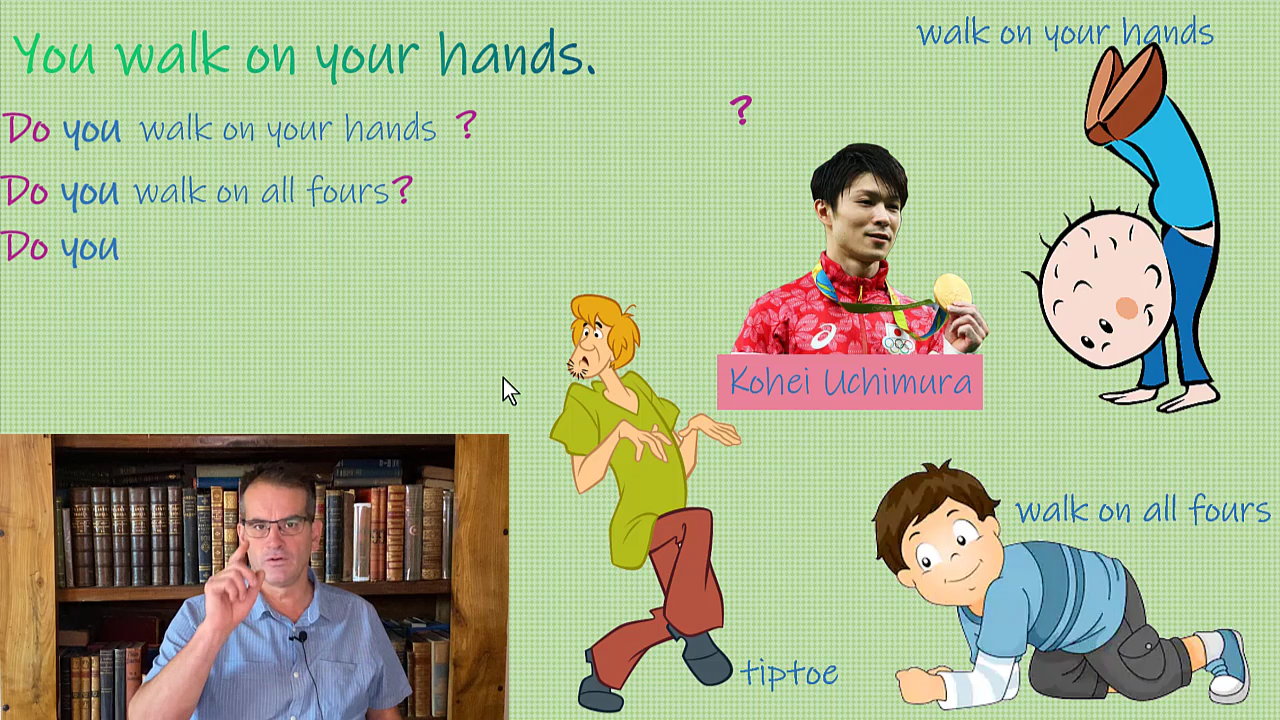 You walk on your hands.
walk on your hands
Do you walk on your hands ?
?
Do you walk on all fours?
Do you
Kohei Uchimura
walk on all fours
tiptoe